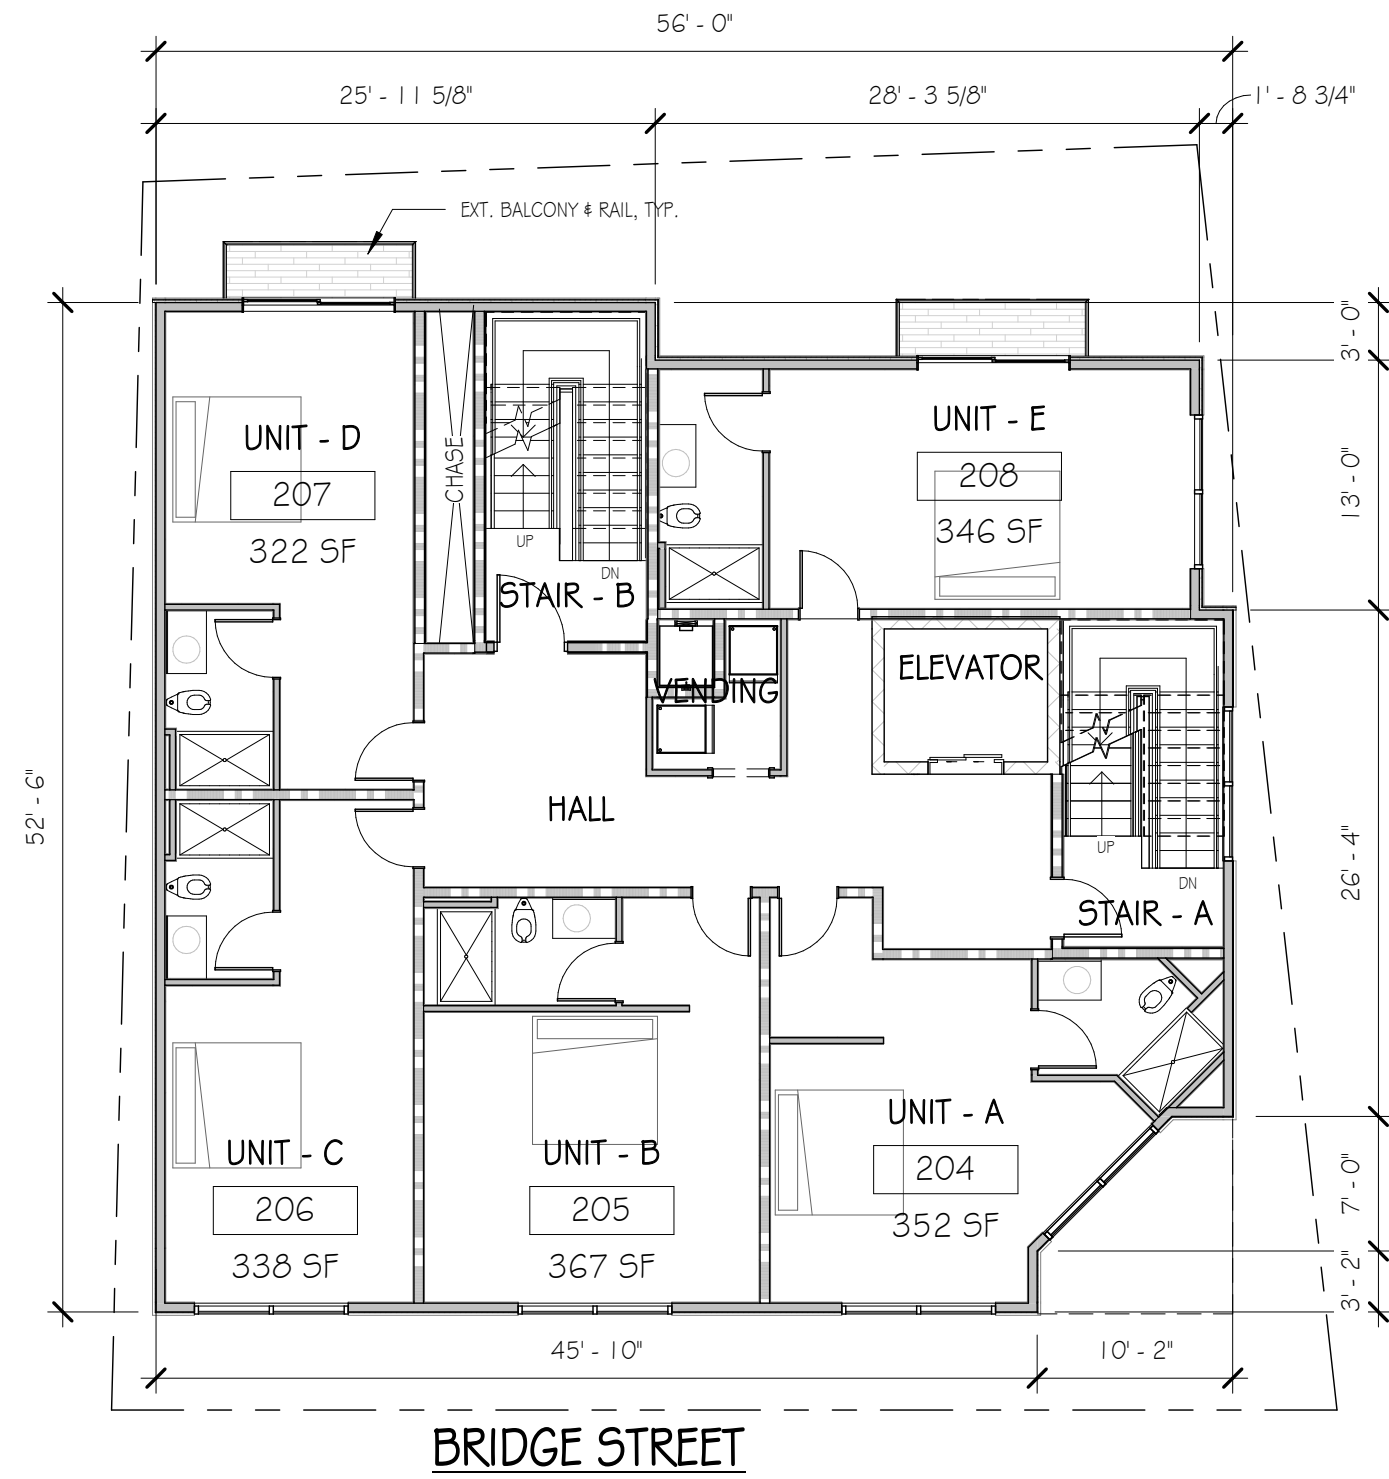 56' - 0"
25' - 11 5/8"
28' - 3 5/8"
1' - 8 3/4"
EXT. BALCONY & RAIL, TYP.
3' - 0"
UNIT - D
207
322 SF
CHASE
UP
DN
STAIR - B
UNIT - E
208
346 SF
13' - 0"
VENDING
ELEVATOR
52' - 6"
HALL
UP
DN
STAIR - A
26' - 4"
UNIT - C
206
338 SF
UNIT - B
205
367 SF
UNIT - A
204
352 SF
7' - 0"
3' - 2"
45' - 10"
10' - 2"
BRIDGE STREET